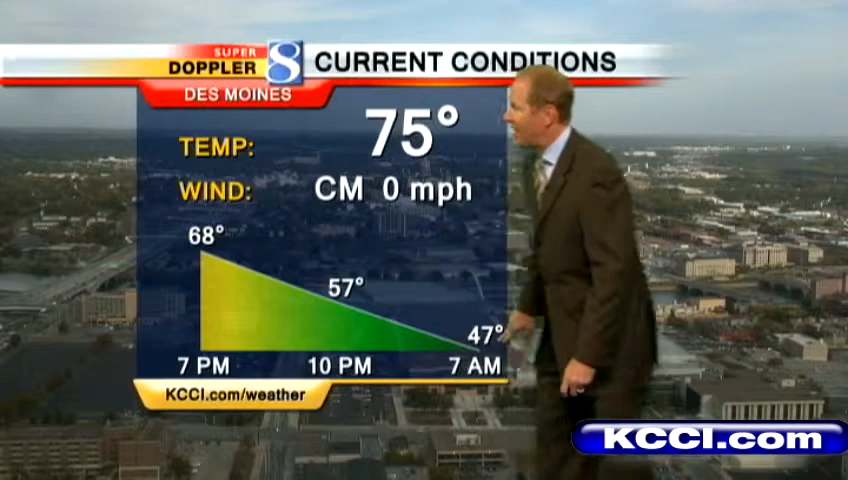 SUPER
DOPPLER 8 CURRENT CONDITIONS
DES MOINES
TEMP: 75°
WIND: CM 0 mph
68°
57°
47°
7 PM 10 PM 7 AM
KCCI.com/weather
KCCI.com